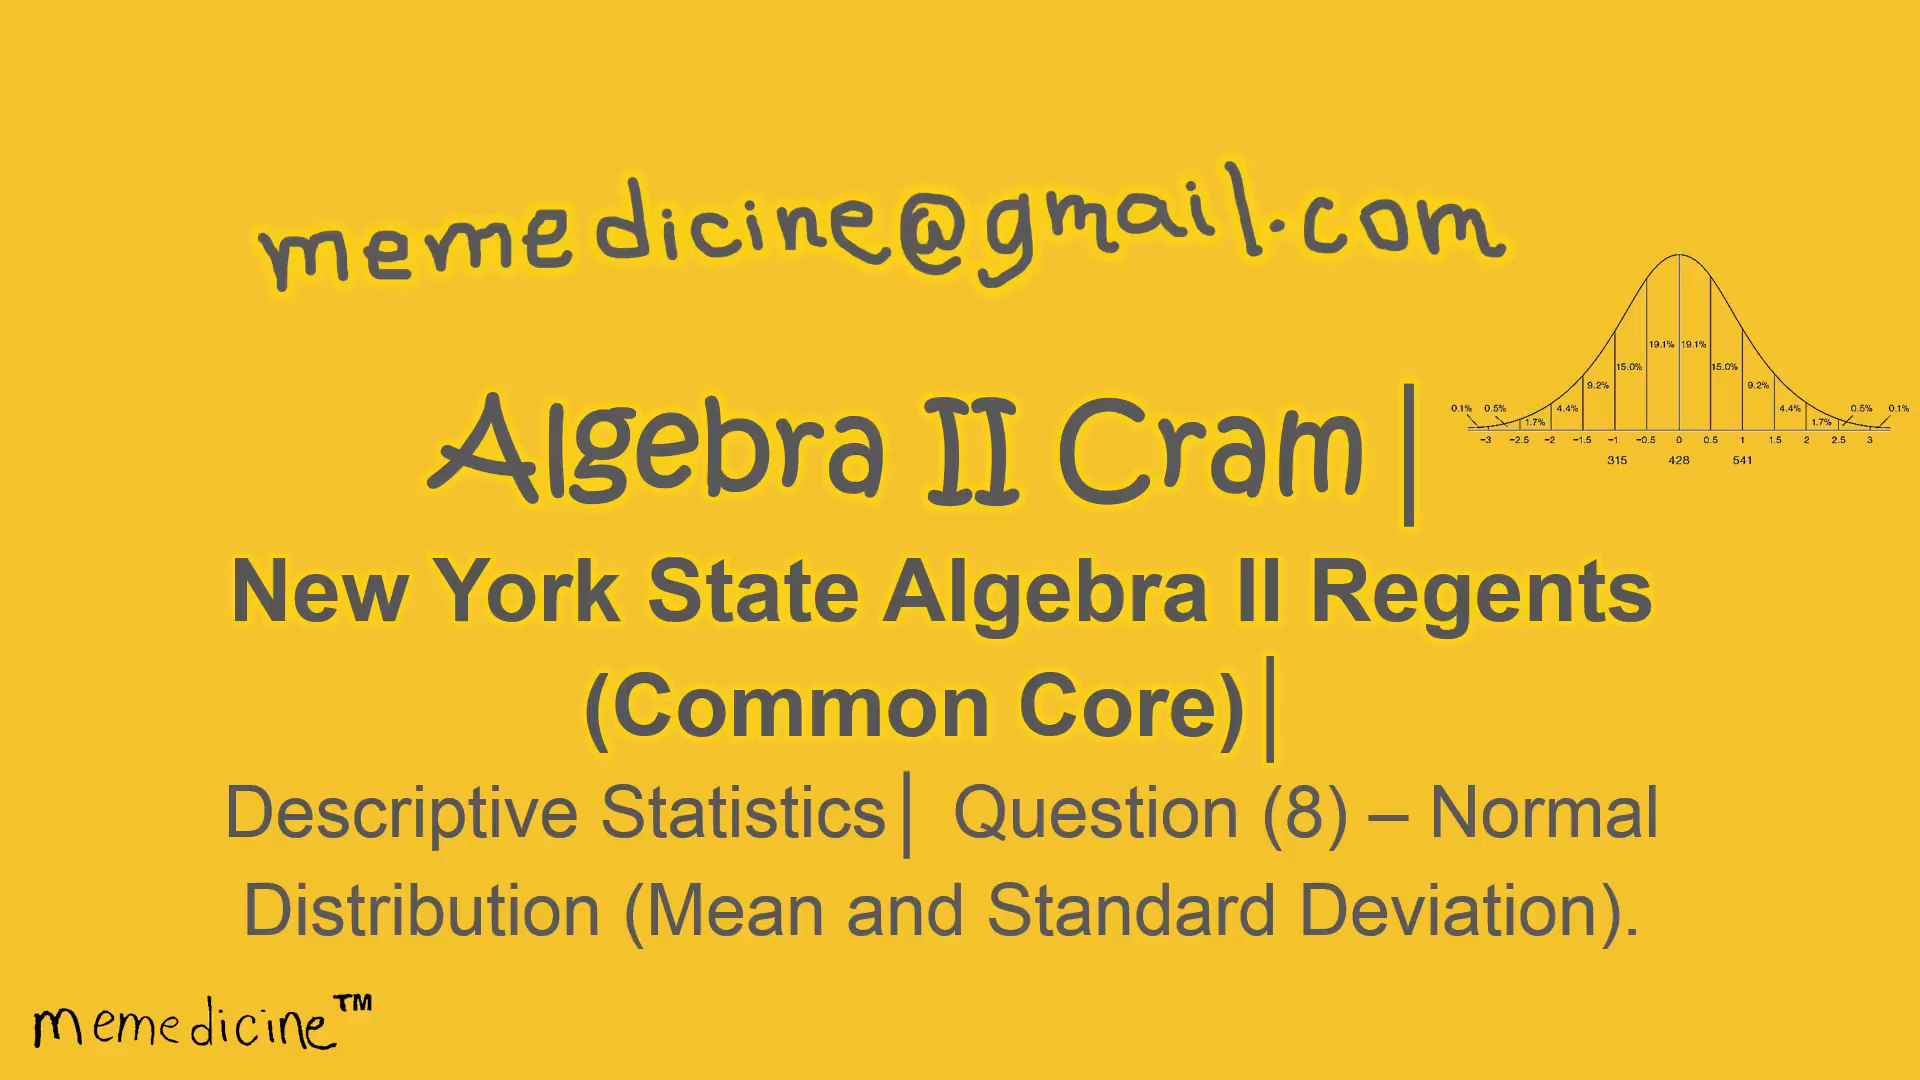 memedicine@gmail.com
Algebra II Cram|
19.1% 19.1%
15.0% 15.0%
9.2% 9.2%
0.1% 0.5% 4.4% 4.4% 0.5% 0.1%
1.7% 1.7%
−3 −2.5 −2 −1.5 −1 −0.5 0 0.5 1 1.5 2 2.5 3
315 428 541
New York State Algebra II Regents
(Common Core)|
Descriptive Statistics| Question (8) – Normal
Distribution (Mean and Standard Deviation).
memedicine™